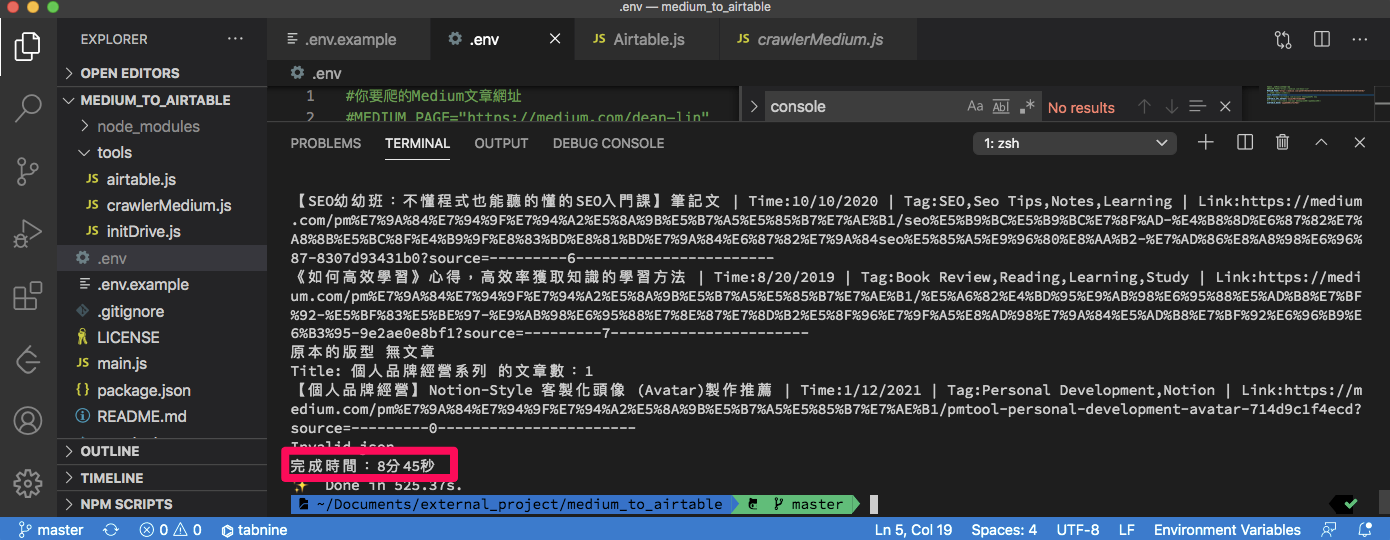 .env — medium_to_airtable
EXPLORER
OPEN EDITORS
MEDIUM_TO_AIRTABLE
node_modules
tools
JS airtable.js
JS crawlerMedium.js
JS initDrive.js
.env
.env.example
.gitignore
LICENSE
JS main.js
package.json
README.md
OUTLINE
TIMELINE
NPM SCRIPTS
.env.example
.env
JS Airtable.js
JS crawlerMedium.js
.env
1 #你要爬的Medium文章網址
2 #MEDIUM_PAGE="https://medium.com/dean-lin"
console
Aa Abl .*
No results
PROBLEMS TERMINAL OUTPUT DEBUG CONSOLE
1: zsh
【SEO幼幼班：不懂程式也能聽的懂的SEO入門課】筆記文 | Time:10/10/2020 | Tag:SEO,Seo Tips,Notes,Learning | Link:https://medium
.com/pm%E7%9A%84%E7%94%9F%E7%94%A2%E5%8A%9B%E5%B7%A5%E5%85%B7%E7%AE%B1/seo%E5%B9%BC%E5%B9%BC%E7%8F%AD-%E4%B8%8D%E6%87%82%E7%
A8%8B%E5%BC%8F%E4%B9%9F%E8%83%BD%E8%81%BD%E7%9A%84%E6%87%82%E7%9A%84seo%E5%85%A5%E9%96%80%E8%AA%B2-%E7%AD%86%E8%A8%98%E6%96%
87-8307d93431b0?source=---------6-----------------------
《如何高效學習》心得，高效率獲取知識的學習方法 | Time:8/20/2019 | Tag:Book Review,Reading,Learning,Study | Link:https://medi
um.com/pm%E7%9A%84%E7%94%9F%E7%94%A2%E5%8A%9B%E5%B7%A5%E5%85%B7%E7%AE%B1/%E5%A6%82%E4%BD%95%E9%AB%98%E6%95%88%E5%AD%B8%E7%BF
%92-%E5%BF%83%E5%BE%97-%E9%AB%98%E6%95%88%E7%8E%87%E7%8D%B2%E5%8F%96%E7%9F%A5%E8%AD%98%E7%9A%84%E5%AD%B8%E7%BF%92%E6%96%B9%E
6%B3%95-9e2ae0e8bf1?source=---------7-----------------------
原本的版型 無文章
Title: 個人品牌經營系列 的文章數：1
【個人品牌經營】Notion-Style 客製化頭像 (Avatar)製作推薦 | Time:1/12/2021 | Tag:Personal Development,Notion | Link:https://m
edium.com/pm%E7%9A%84%E7%94%9F%E7%94%A2%E5%8A%9B%E5%B7%A5%E5%85%B7%E7%AE%B1/pmtool-personal-development-avatar-714d9c1f4ecd?
source=---------0-----------------------
Invalid json
完成時間：8分45秒
✨ Done in 525.37s.
~/Documents/external_project/medium_to_airtable master
master
0 0
tabnine
Ln 5, Col 19
Spaces: 4
UTF-8
LF
Environment Variables